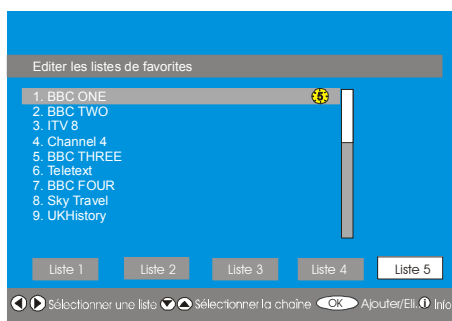 Editer les listes de favorites
1. BBC ONE 5
2. BBC TWO
3. ITV 8
4. Channel 4
5. BBC THREE
6. Teletext
7. BBC FOUR
8. Sky Travel
9. UKHistory
Liste 1 Liste 2 Liste 3 Liste 4 Liste 5
Sélectionner une liste Sélectionner la chaîne OK Ajouter/Eli. i Info